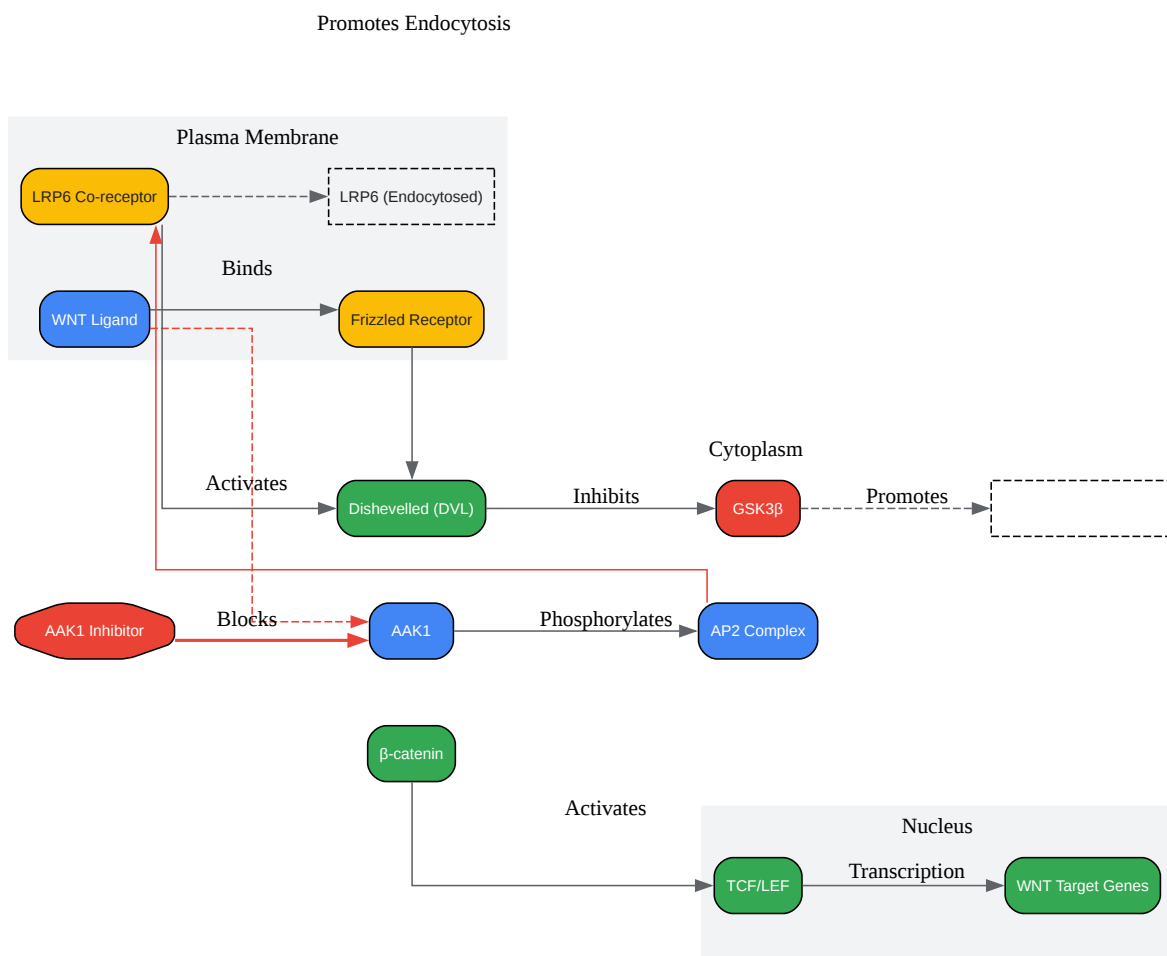 Promotes Endocytosis
Plasma Membrane
LRP6 Co-receptor
LRP6 (Endocytosed)
Binds
WNT Ligand
Frizzled Receptor
Cytoplasm
Activates
Dishevelled (DVL)
Inhibits
GSK3β
Promotes
AAK1 Inhibitor
Blocks
AAK1
Phosphorylates
AP2 Complex
β-catenin
Activates
Nucleus
TCF/LEF
Transcription
WNT Target Genes